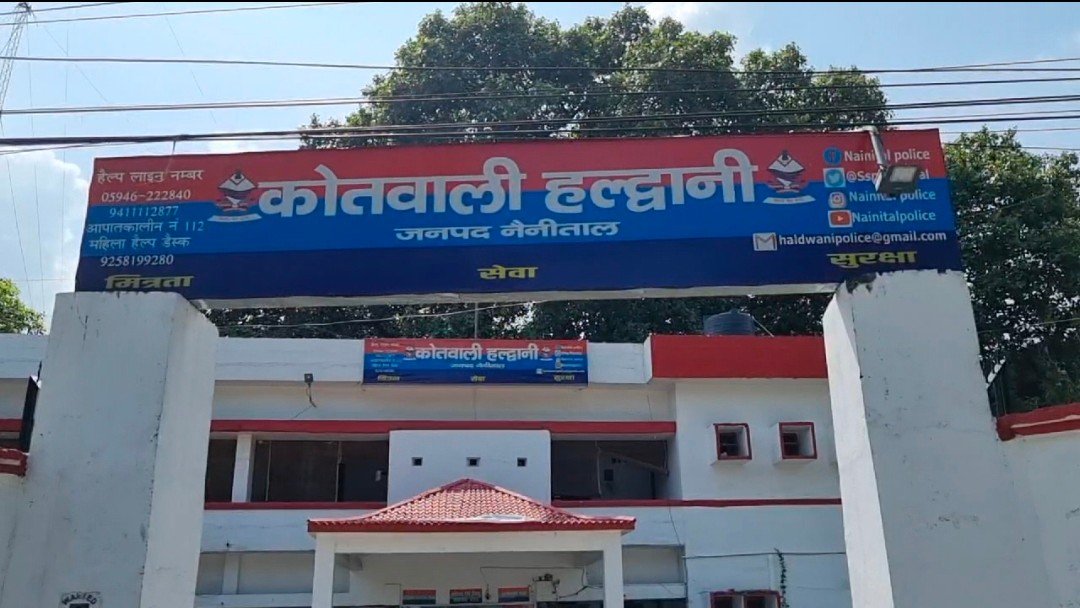 हैल्प लाइन नम्बर
05946-222840
9411112877
आपातकालीन नं 112
महिला हैल्प डैस्क
9258199280
कोतवाली हल्द्वानी
जनपद नैनीताल
मित्रता सेवा सुरक्षा
Nainital police
Nainital police
Nainitalpolice
haldwanipolice@gmail.com
कोतवाली हल्द्वानी
जनपद नैनीताल
मित्रता सेवा सुरक्षा